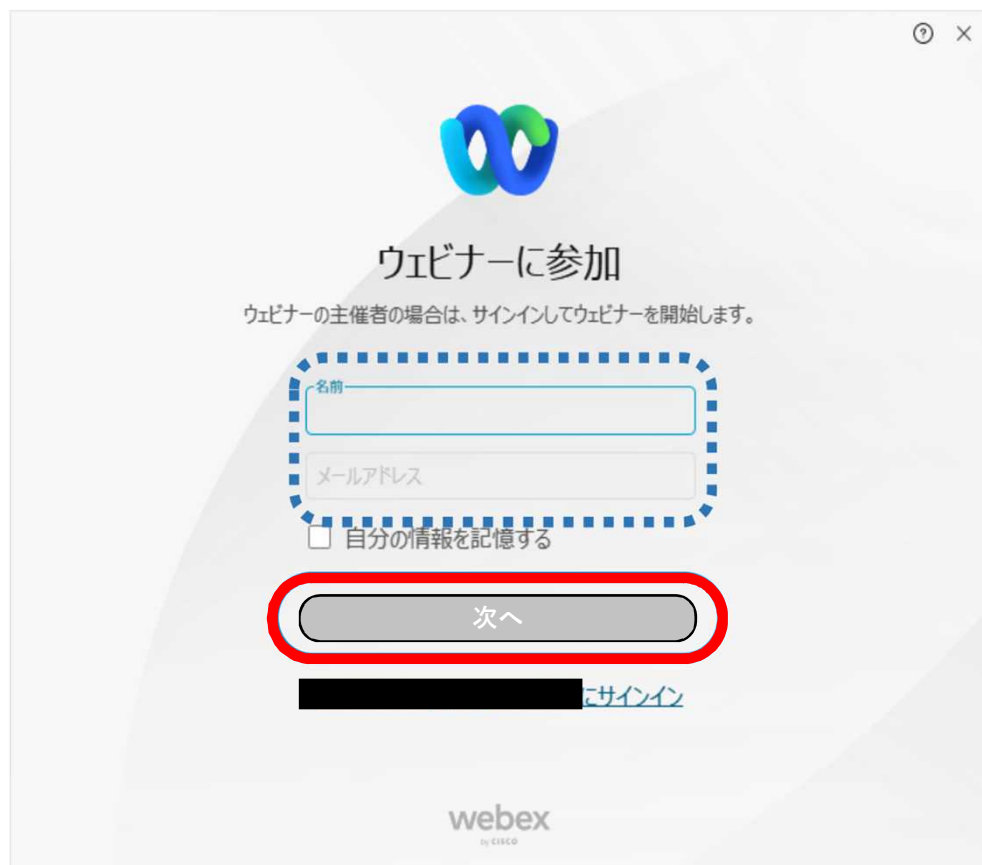 ウェビナーに参加
ウェビナーの主催者の場合は、サインインしてウェビナーを開始します。
名前
メールアドレス
自分の情報を記憶する
次へ
にサインイン
webex
by CISCO